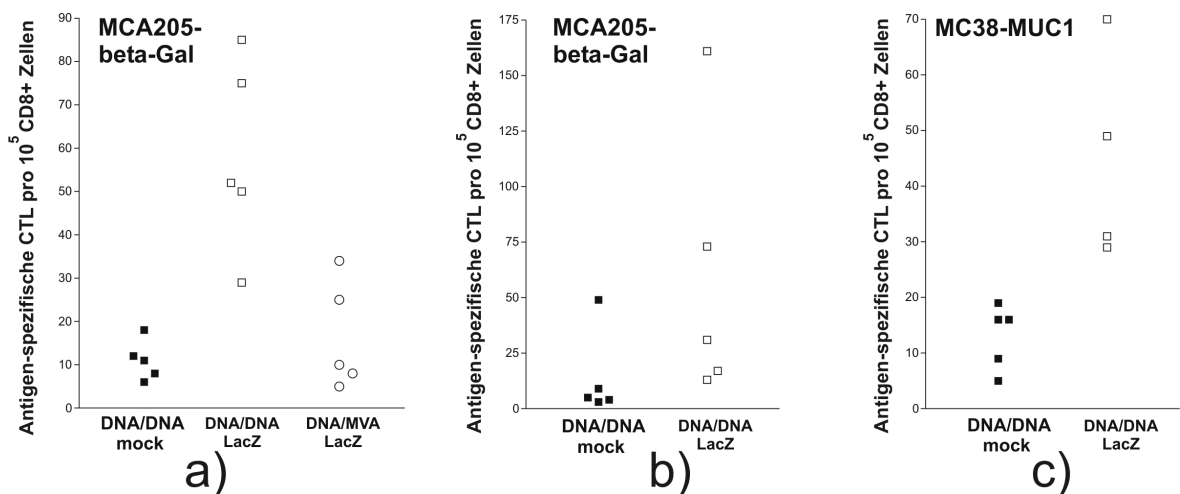 MCA205-
beta-Gal
Antigen-spezifische CTL pro 10^5 CD8+ Zellen
90
80
70
60
50
40
30
20
10
0
DNA/DNA
mock
DNA/DNA
LacZ
DNA/MVA
LacZ
a)
MCA205-
beta-Gal
Antigen-spezifische CTL pro 10^5 CD8+ Zellen
175
150
125
100
75
50
25
0
DNA/DNA
mock
DNA/DNA
LacZ
b)
MC38-MUC1
Antigen-spezifische CTL pro 10^5 CD8+ Zellen
70
60
50
40
30
20
10
0
DNA/DNA
mock
DNA/DNA
LacZ
c)